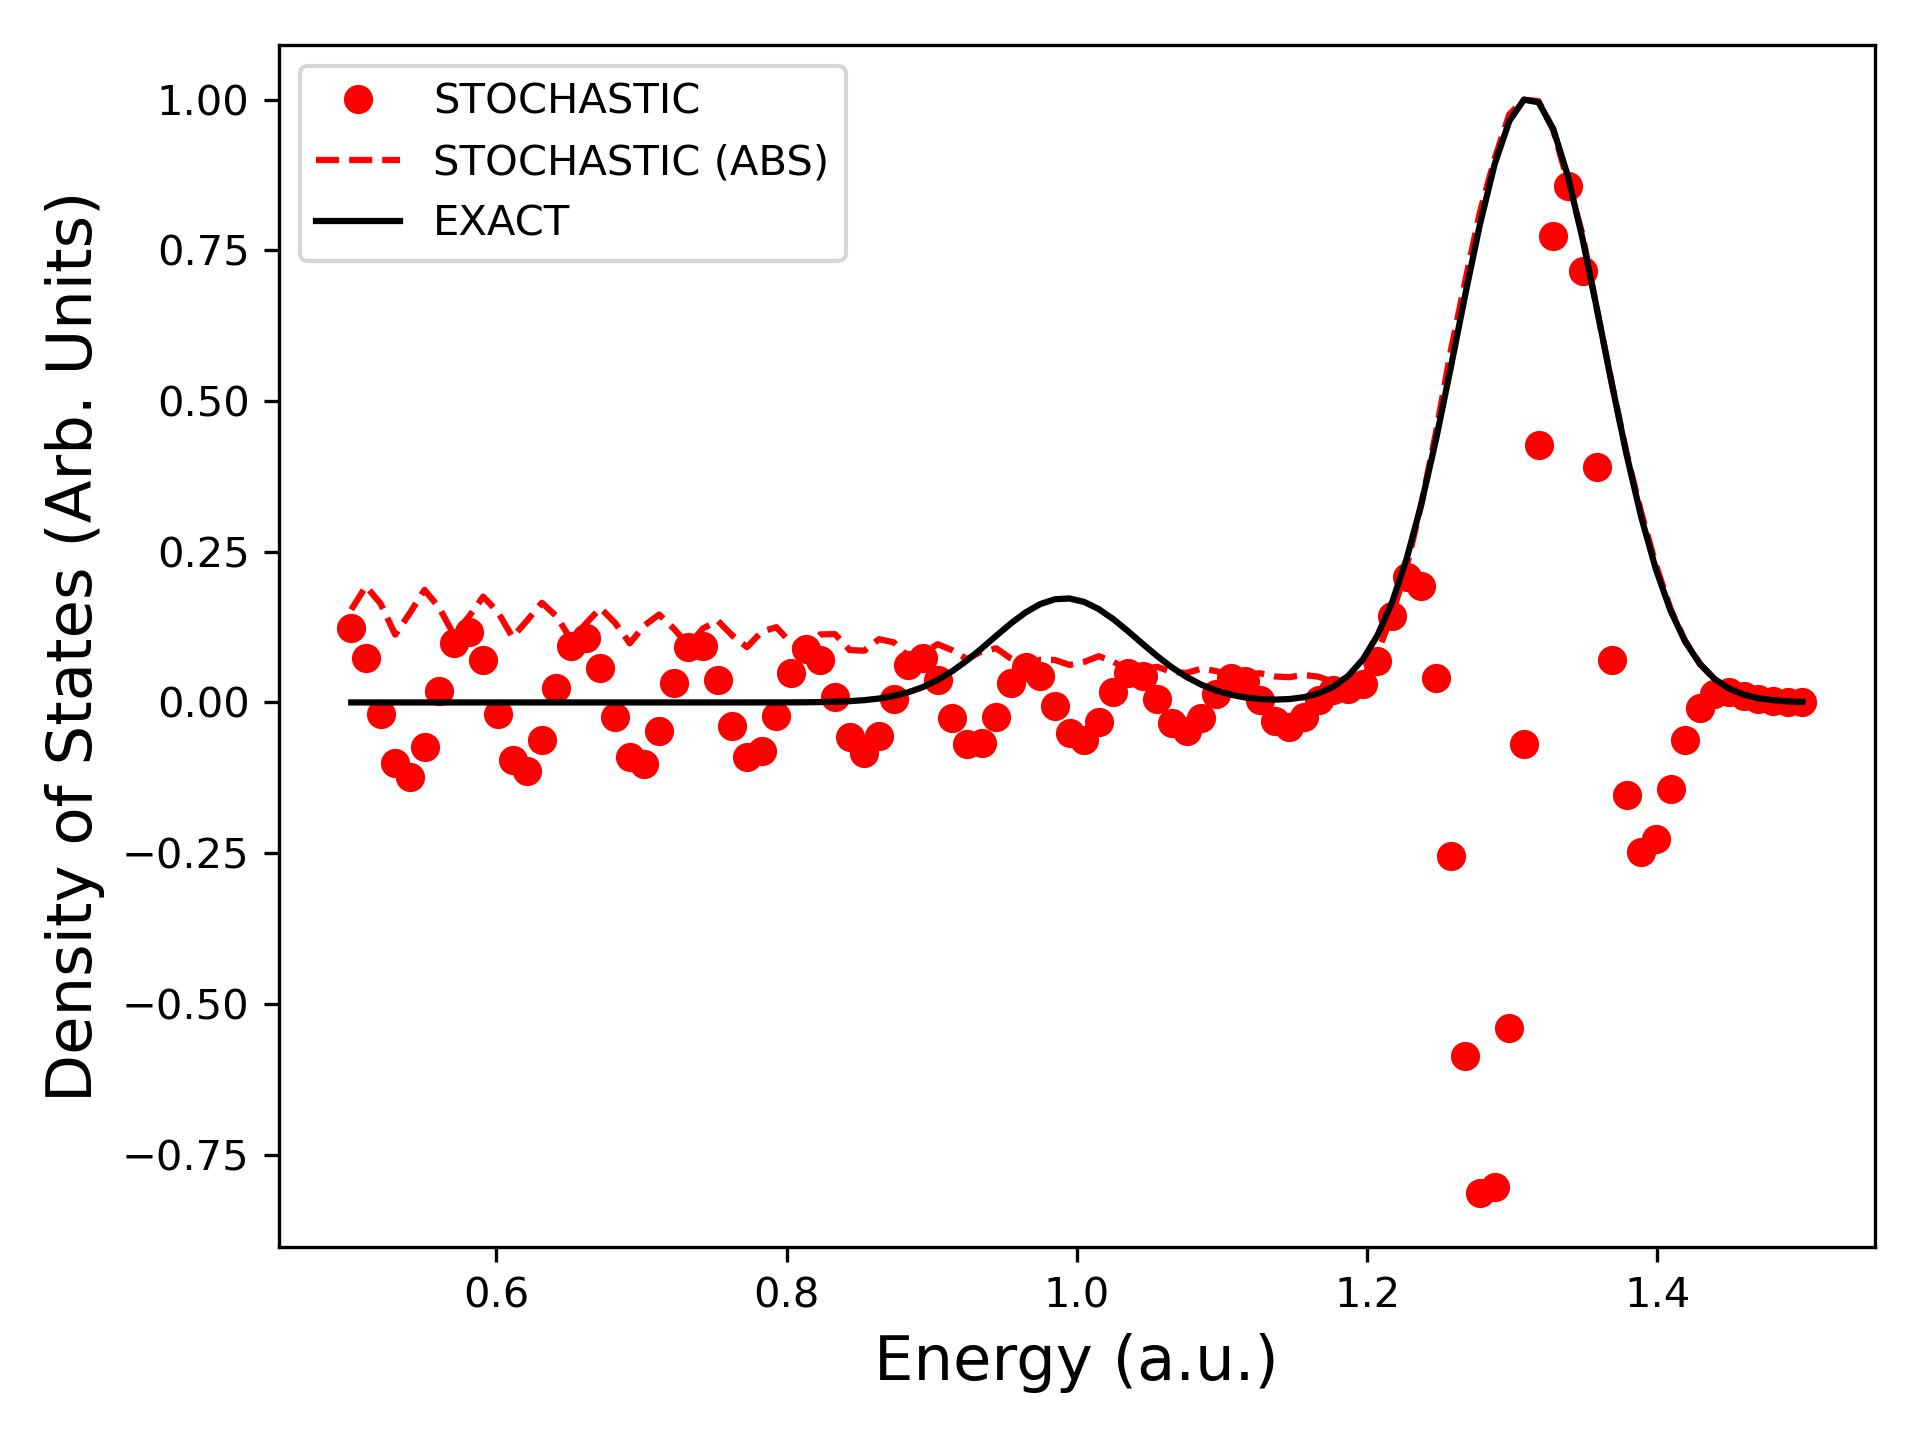 STOCHASTIC
STOCHASTIC (ABS)
EXACT
1.00
0.75
0.50
0.25
0.00
−0.25
−0.50
−0.75
Density of States (Arb. Units)
0.6 0.8 1.0 1.2 1.4
Energy (a.u.)